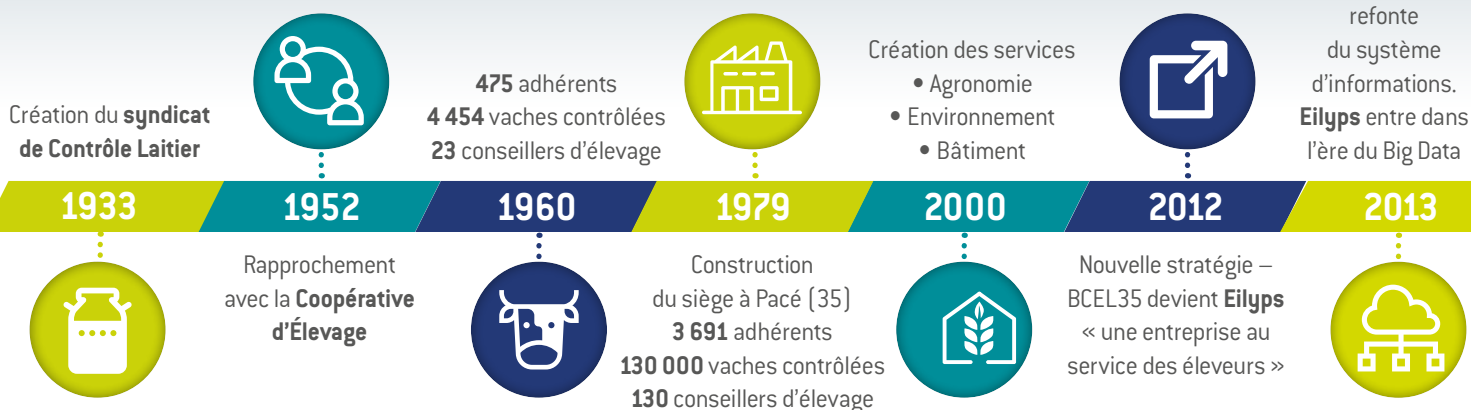 1933
Création du syndicat
de Contrôle Laitier
1952
Rapprochement
avec la Coopérative
d’Élevage
1960
475 adhérents
4 454 vaches contrôlées
23 conseillers d’élevage
1979
Construction
du siège à Pacé (35)
3 691 adhérents
130 000 vaches contrôlées
130 conseillers d’élevage
2000
Création des services
• Agronomie
• Environnement
• Bâtiment
2012
Nouvelle stratégie –
BCEL35 devient Eilyps
« une entreprise au
service des éleveurs »
2013
refonte
du système
d’informations.
Eilyps entre dans
l’ère du Big Data